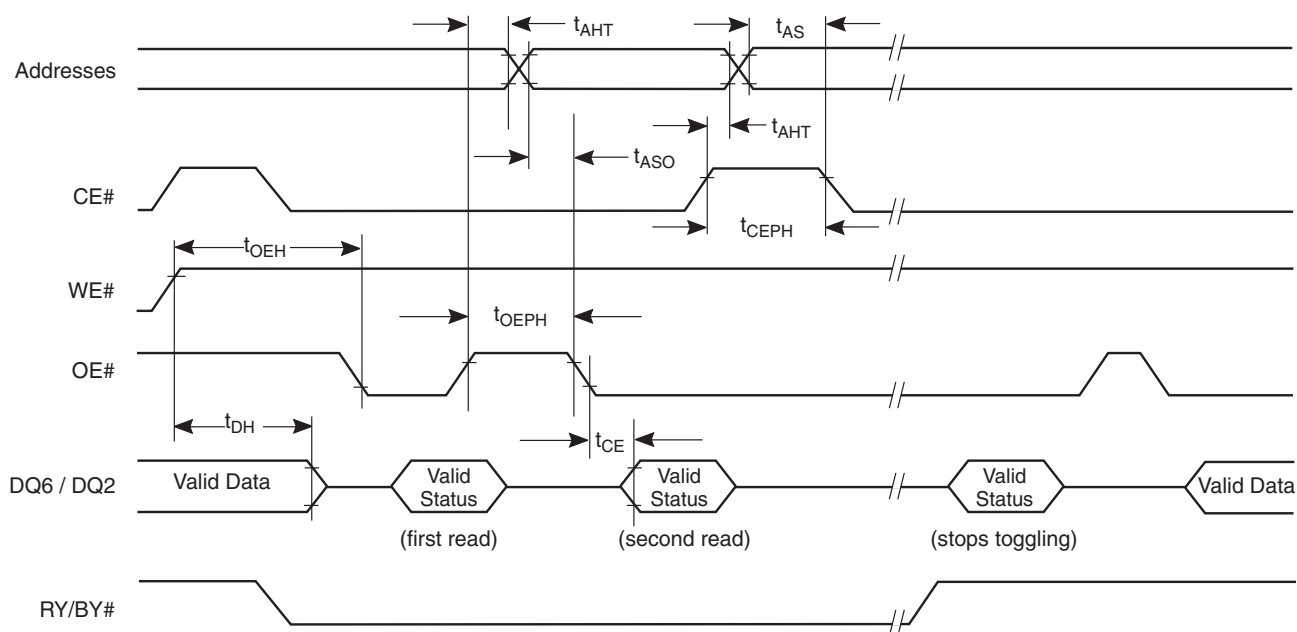 tAHT
tAS
Addresses
tAHT
tASO
CE#
tCEPH
tOEH
WE#
tOEPH
OE#
tDH
tCE
DQ6 / DQ2
Valid Data
Valid
Status
Valid
Status
Valid
Status
Valid Data
(first read)
(second read)
(stops toggling)
RY/BY#